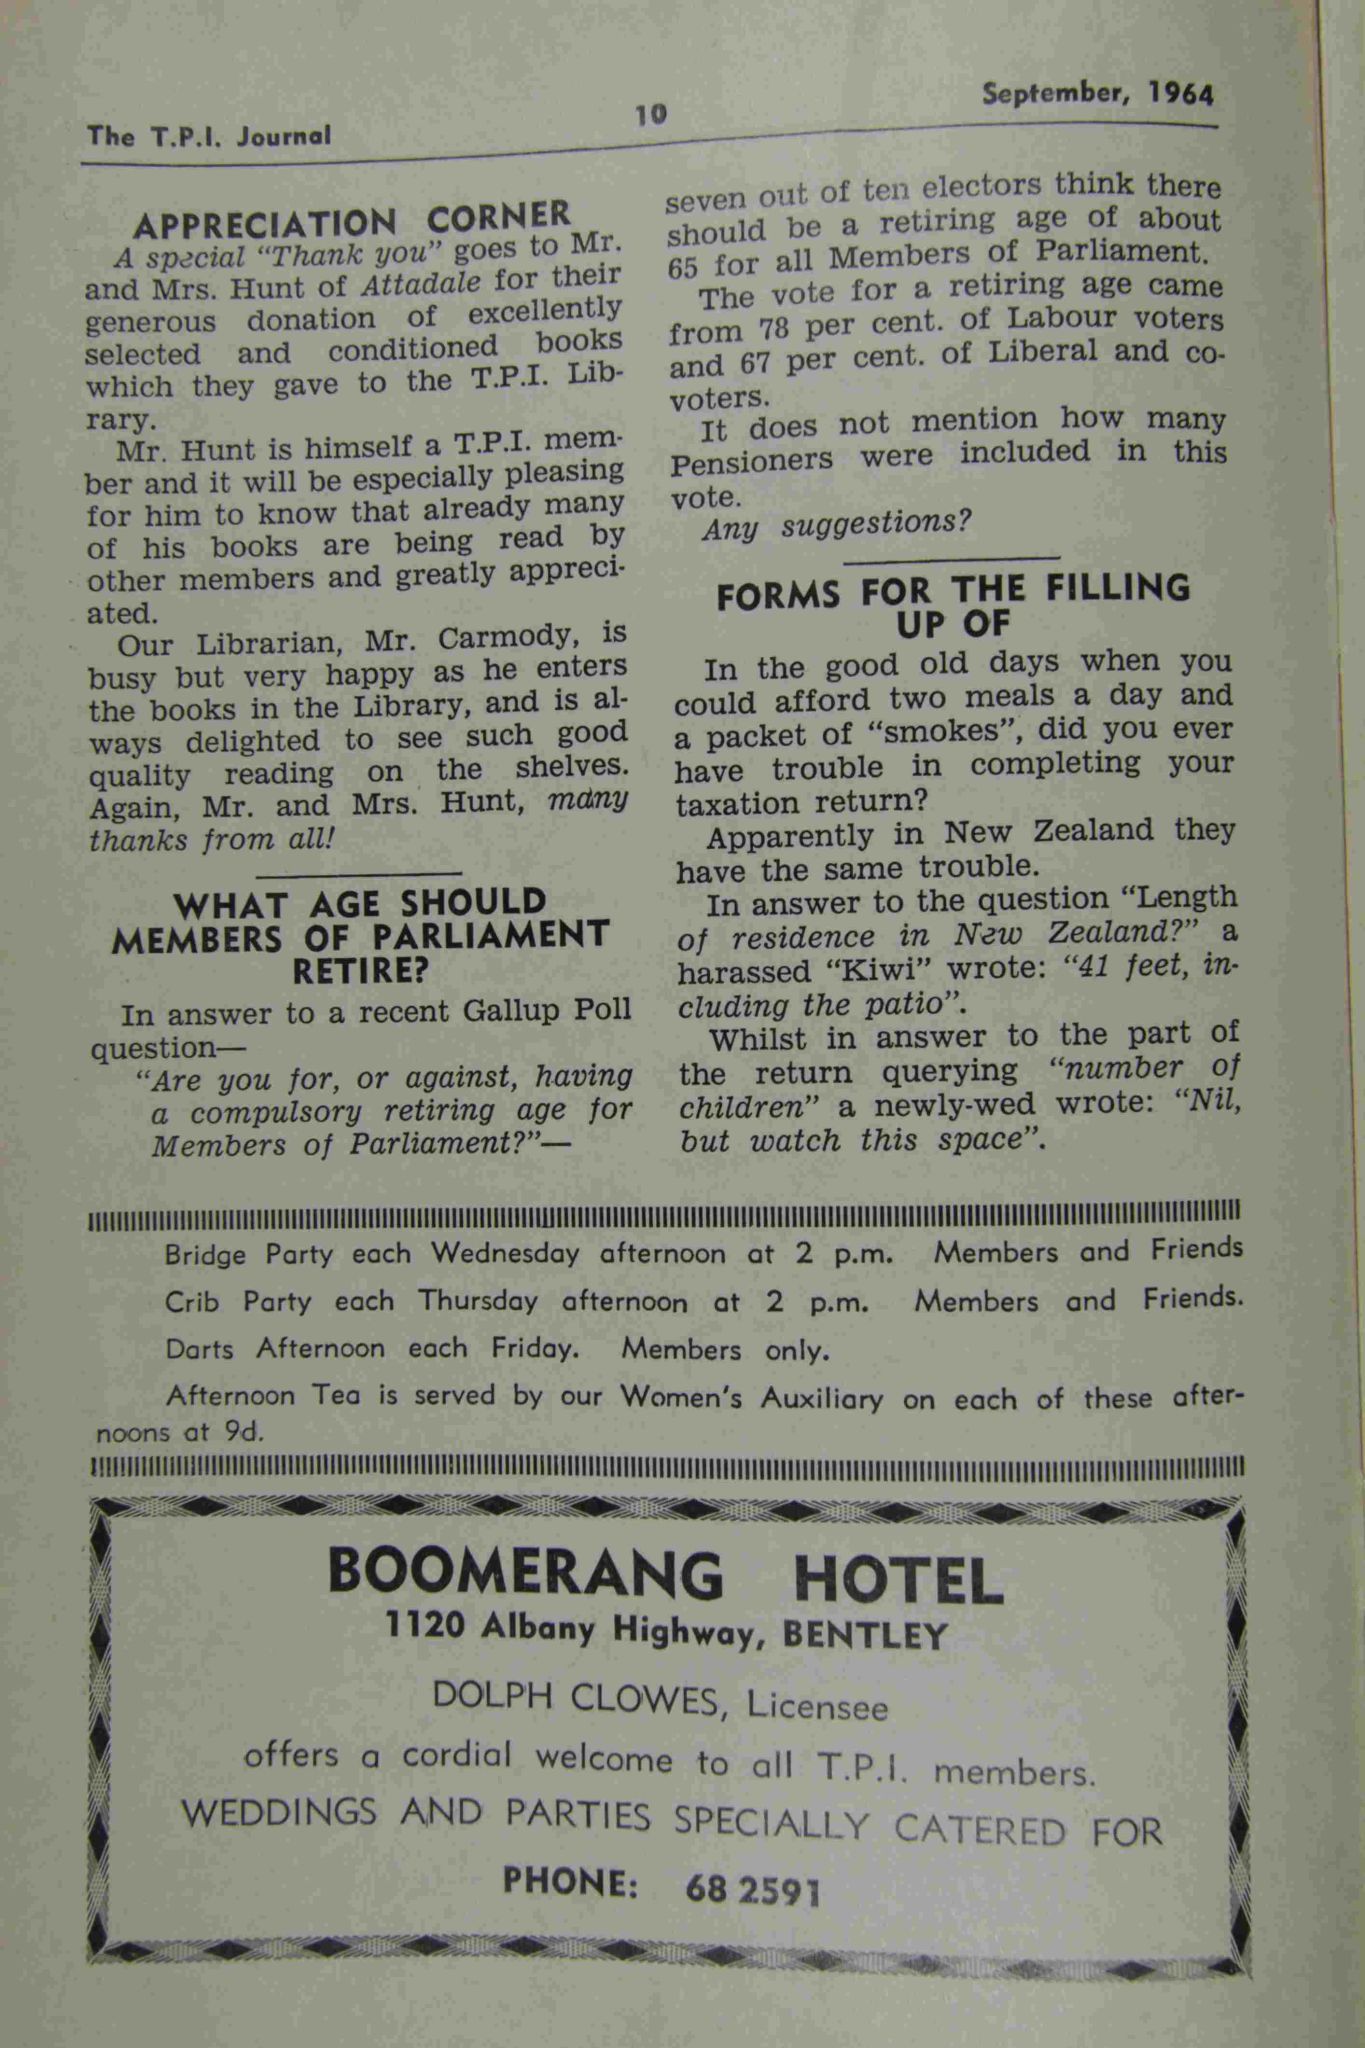 The T.P.I. Journal
10
September, 1964
APPRECIATION CORNER
A special "Thank you" goes to Mr.
and Mrs. Hunt of Attadale for their
generous donation of excellently
selected and conditioned books
which they gave to the T.P.I. Lib-
rary.
Mr. Hunt is himself a T.P.I. mem-
ber and it will be especially pleasing
for him to know that already many
of his books are being read by
other members and greatly appreci-
ated.
Our Librarian, Mr. Carmody, is
busy but very happy as he enters
the books in the Library, and is al-
ways delighted to see such good
quality reading on the shelves.
Again, Mr. and Mrs. Hunt, many
thanks from all!
WHAT AGE SHOULD
MEMBERS OF PARLIAMENT
RETIRE?
In answer to a recent Gallup Poll
question—
"Are you for, or against, having
a compulsory retiring age for
Members of Parliament?"—
seven out of ten electors think there
should be a retiring age of about
65 for all Members of Parliament.
The vote for a retiring age came
from 78 per cent. of Labour voters
and 67 per cent. of Liberal and co-
voters.
It does not mention how many
Pensioners were included in this
vote.
Any suggestions?
FORMS FOR THE FILLING
UP OF
In the good old days when you
could afford two meals a day and
a packet of "smokes", did you ever
have trouble in completing your
taxation return?
Apparently in New Zealand they
have the same trouble.
In answer to the question "Length
of residence in New Zealand?" a
harassed "Kiwi" wrote: "41 feet, in-
cluding the patio".
Whilst in answer to the part of
the return querying "number of
children" a newly-wed wrote: "Nil,
but watch this space".
Bridge Party each Wednesday afternoon at 2 p.m. Members and Friends
Crib Party each Thursday afternoon at 2 p.m. Members and Friends.
Darts Afternoon each Friday. Members only.
Afternoon Tea is served by our Women's Auxiliary on each of these after-
noons at 9d.
BOOMERANG HOTEL
1120 Albany Highway, BENTLEY
DOLPH CLOWES, Licensee
offers a cordial welcome to all T.P.I. members.
WEDDINGS AND PARTIES SPECIALLY CATERED FOR
PHONE: 68 2591